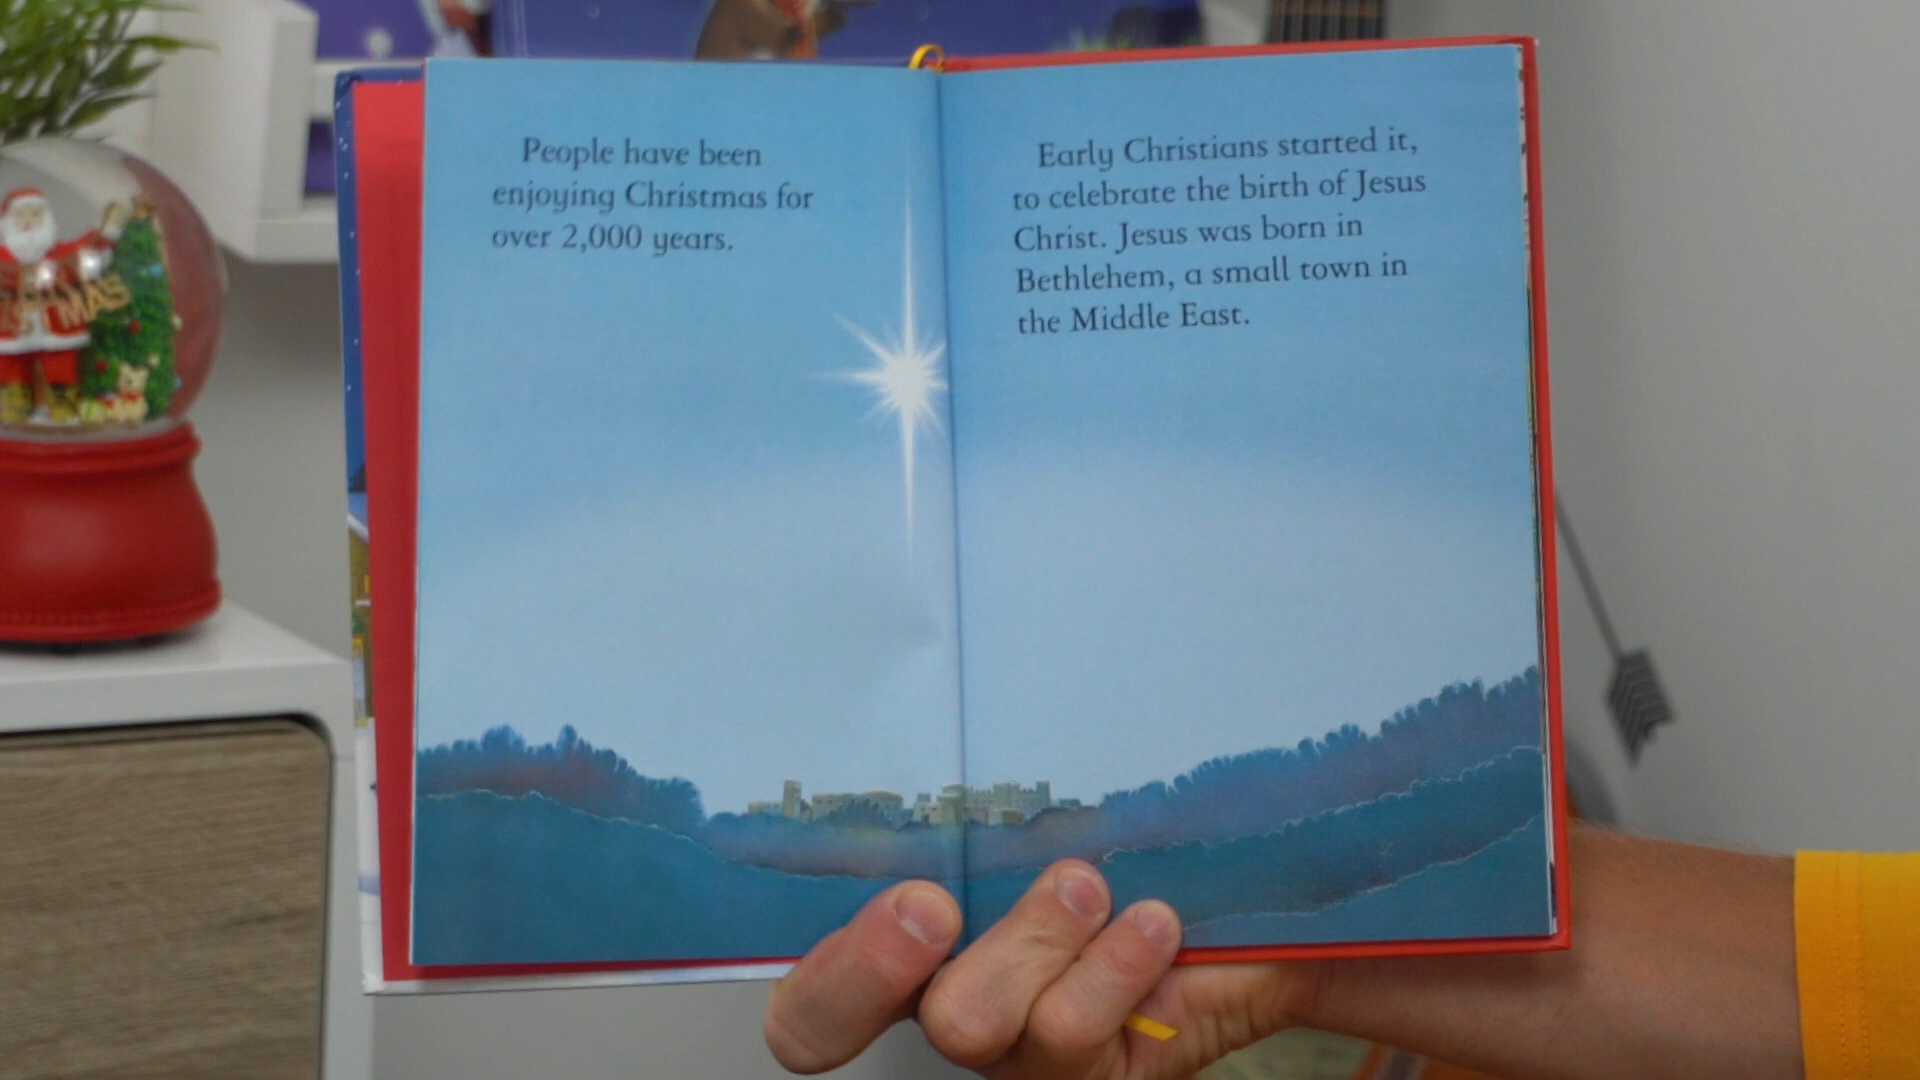 People have been
enjoying Christmas for
over 2,000 years.
Early Christians started it,
to celebrate the birth of Jesus
Christ. Jesus was born in
Bethlehem, a small town in
the Middle East.
MAS